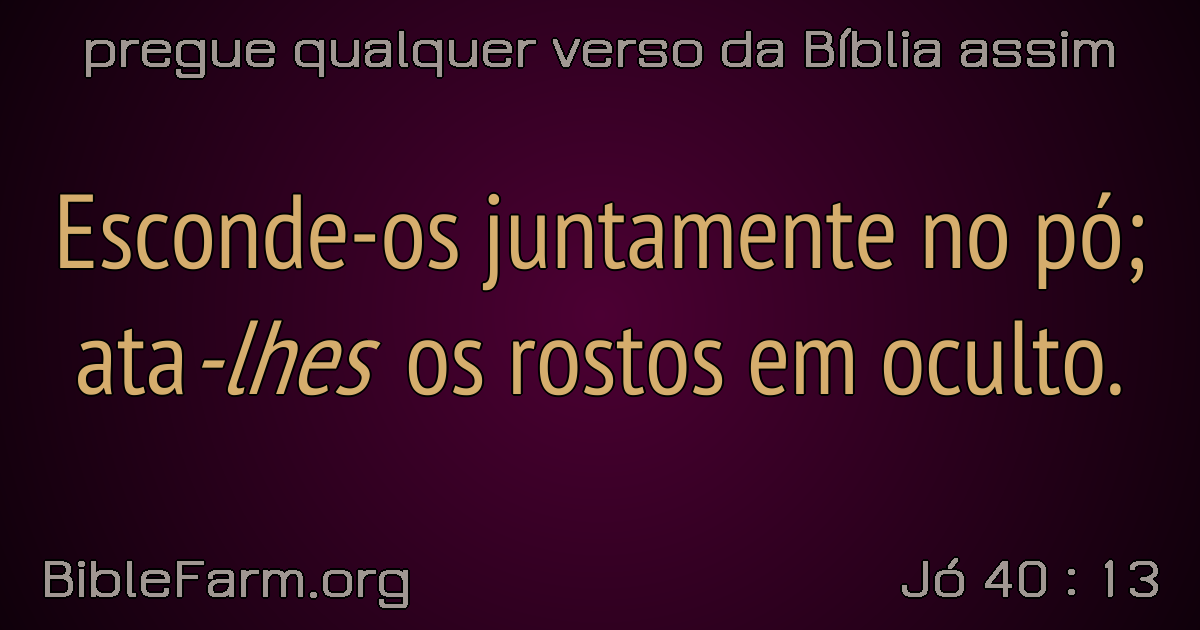 pregue qualquer verso da Bíblia assim
Esconde-os juntamente no pó;
ata-lhes os rostos em oculto.
BibleFarm.org
Jó 40 : 13